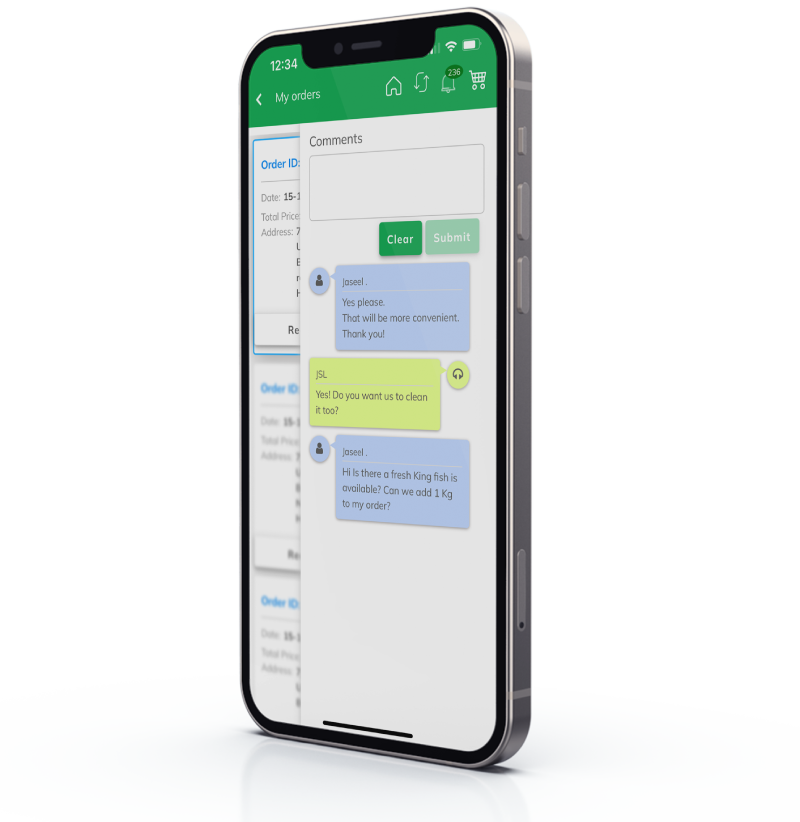 12:34
My orders
236
Comments
Clear
Submit
Jaseel .
Yes please.
That will be more convenient.
Thank you!
JSL
Yes! Do you want us to clean
it too?
Jaseel .
Hi Is there a fresh King fish is
available? Can we add 1 Kg
to my order?
Order ID:
Date: 15-1
Total Price
Address: 7
U
E
H
Re
Order ID:
Date: 15-1
Total Price
Address: 7
Re
Order ID:
Date: 15-1
Total Price
Address: 7